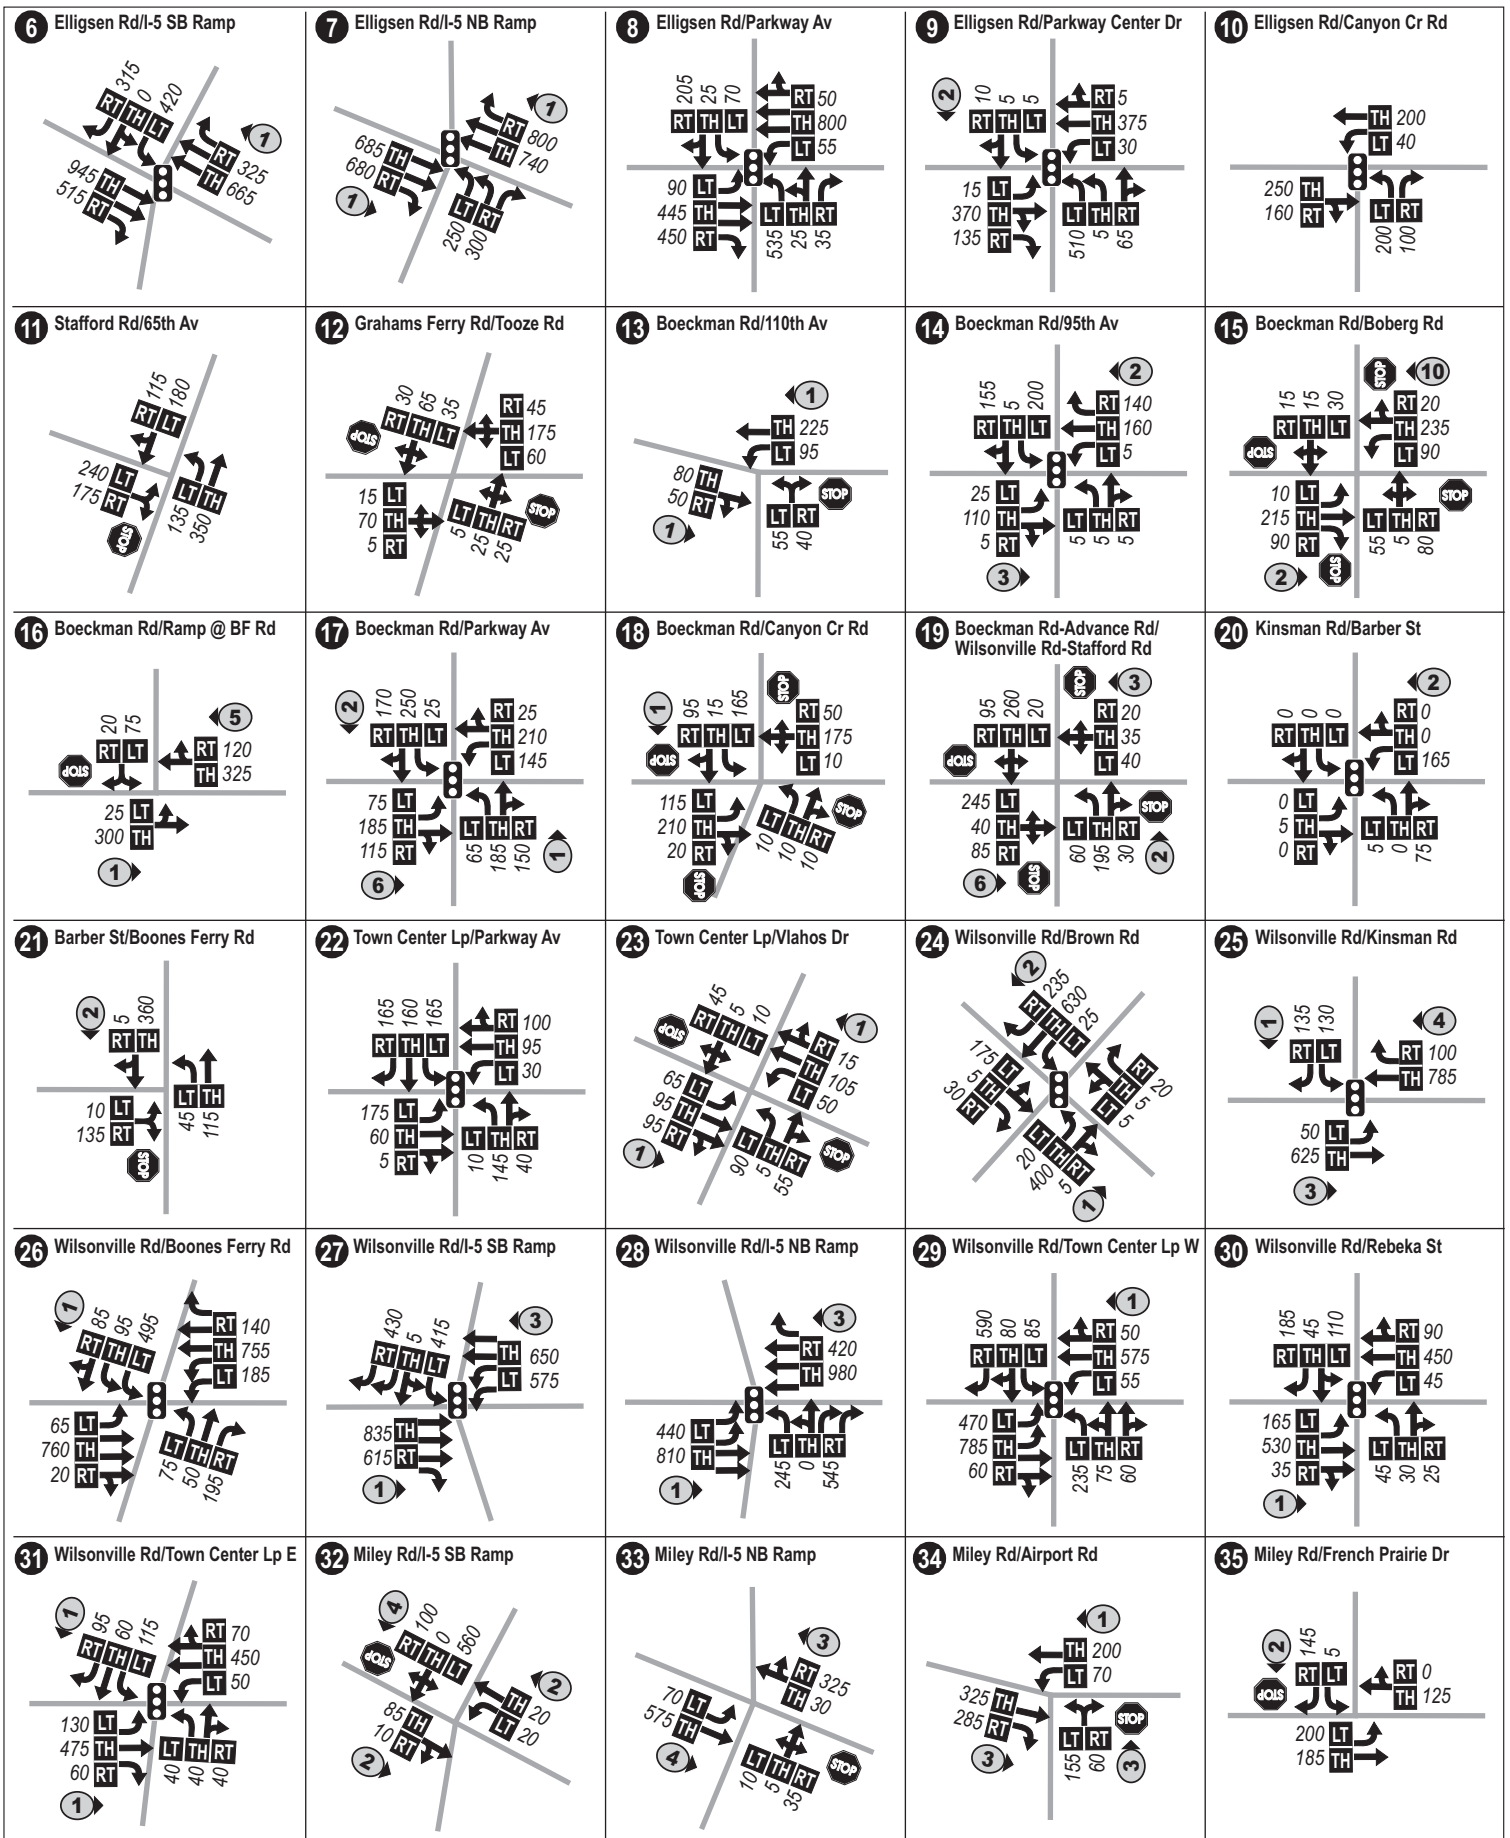 6 Elligsen Rd/I-5 SB Ramp
315 0 420
RT TH LT
1
RT 325
TH 665
945 TH
515 RT
7 Elligsen Rd/I-5 NB Ramp
1
RT 800
TH 740
685 TH
680 RT
1
LT RT
250 300
8 Elligsen Rd/Parkway Av
205 25 70
RT TH LT
RT 50
TH 800
LT 55
90 LT
445 TH
450 RT
LT TH RT
535 25 35
9 Elligsen Rd/Parkway Center Dr
2
10 5 5
RT TH LT
RT 5
TH 375
LT 30
15 LT
370 TH
135 RT
LT TH RT
510 5 65
10 Elligsen Rd/Canyon Cr Rd
TH 200
LT 40
250 TH
160 RT
LT RT
200 100
11 Stafford Rd/65th Av
115 180
RT LT
240 LT
175 RT
STOP
LT TH
135 350
12 Grahams Ferry Rd/Tooze Rd
30 65 35
RT TH LT
STOP
RT 45
TH 175
LT 60
15 LT
70 TH
5 RT
LT TH RT
5 25 25
STOP
13 Boeckman Rd/110th Av
1
TH 225
LT 95
80 TH
50 RT
1
LT RT
55 40
STOP
14 Boeckman Rd/95th Av
155 5 200
RT TH LT
2
RT 140
TH 160
LT 5
25 LT
110 TH
5 RT
3
LT TH RT
5 5 5
15 Boeckman Rd/Boberg Rd
STOP
10
15 15 30
RT TH LT
STOP
RT 20
TH 235
LT 90
10 LT
215 TH
90 RT
2
STOP
LT TH RT
55 5 80
STOP
16 Boeckman Rd/Ramp @ BF Rd
20 75
RT LT
STOP
5
RT 120
TH 325
25 LT
300 TH
1
17 Boeckman Rd/Parkway Av
2
170 250 25
RT TH LT
RT 25
TH 210
LT 145
75 LT
185 TH
115 RT
6
LT TH RT
65 185 150
1
18 Boeckman Rd/Canyon Cr Rd
1
95 15 165
RT TH LT
STOP
STOP
RT 50
TH 175
LT 10
115 LT
210 TH
20 RT
STOP
LT TH RT
10 10 10
STOP
19 Boeckman Rd-Advance Rd/
Wilsonville Rd-Stafford Rd
STOP
3
95 260 20
RT TH LT
STOP
RT 20
TH 35
LT 40
245 LT
40 TH
85 RT
6
STOP
LT TH RT
60 195 30
STOP
2
20 Kinsman Rd/Barber St
2
0 0 0
RT TH LT
RT 0
TH 0
LT 165
0 LT
5 TH
0 RT
LT TH RT
5 0 75
21 Barber St/Boones Ferry Rd
2
5 360
RT TH
10 LT
135 RT
STOP
LT TH
45 115
22 Town Center Lp/Parkway Av
165 160 165
RT TH LT
RT 100
TH 95
LT 30
175 LT
60 TH
5 RT
LT TH RT
10 145 40
23 Town Center Lp/Vlahos Dr
45 5 10
RT TH LT
STOP
1
RT 15
TH 105
LT 50
65 LT
95 TH
95 RT
1
LT TH RT
90 5 55
STOP
24 Wilsonville Rd/Brown Rd
2
235 630 25
RT TH LT
175 LT
5 TH
30 RT
RT 20
TH 5
LT 5
LT TH RT
20 400 5
1
25 Wilsonville Rd/Kinsman Rd
1
135 130
RT LT
4
RT 100
TH 785
50 LT
625 TH
3
26 Wilsonville Rd/Boones Ferry Rd
1
85 95 495
RT TH LT
RT 140
TH 755
LT 185
65 LT
760 TH
20 RT
LT TH RT
75 50 195
27 Wilsonville Rd/I-5 SB Ramp
430 5 415
RT TH LT
3
TH 650
LT 575
835 TH
615 RT
1
28 Wilsonville Rd/I-5 NB Ramp
3
RT 420
TH 980
440 LT
810 TH
1
LT TH RT
245 0 545
29 Wilsonville Rd/Town Center Lp W
1
590 80 85
RT TH LT
RT 50
TH 575
LT 55
470 LT
785 TH
60 RT
LT TH RT
235 75 60
30 Wilsonville Rd/Rebeka St
185 45 110
RT TH LT
RT 90
TH 450
LT 45
165 LT
530 TH
35 RT
1
LT TH RT
45 30 25
31 Wilsonville Rd/Town Center Lp E
1
95 60 115
RT TH LT
RT 70
TH 450
LT 50
130 LT
475 TH
60 RT
1
LT TH RT
40 40 40
32 Miley Rd/I-5 SB Ramp
4
100 0 560
RT TH LT
STOP
2
TH 20
LT 20
85 TH
10 RT
2
33 Miley Rd/I-5 NB Ramp
3
RT 325
TH 30
70 LT
575 TH
4
LT TH RT
10 5 35
STOP
34 Miley Rd/Airport Rd
1
TH 200
LT 70
325 TH
285 RT
3
LT RT
155 60
STOP
3
35 Miley Rd/French Prairie Dr
2
145 5
RT LT
STOP
RT 0
TH 125
200 LT
185 TH